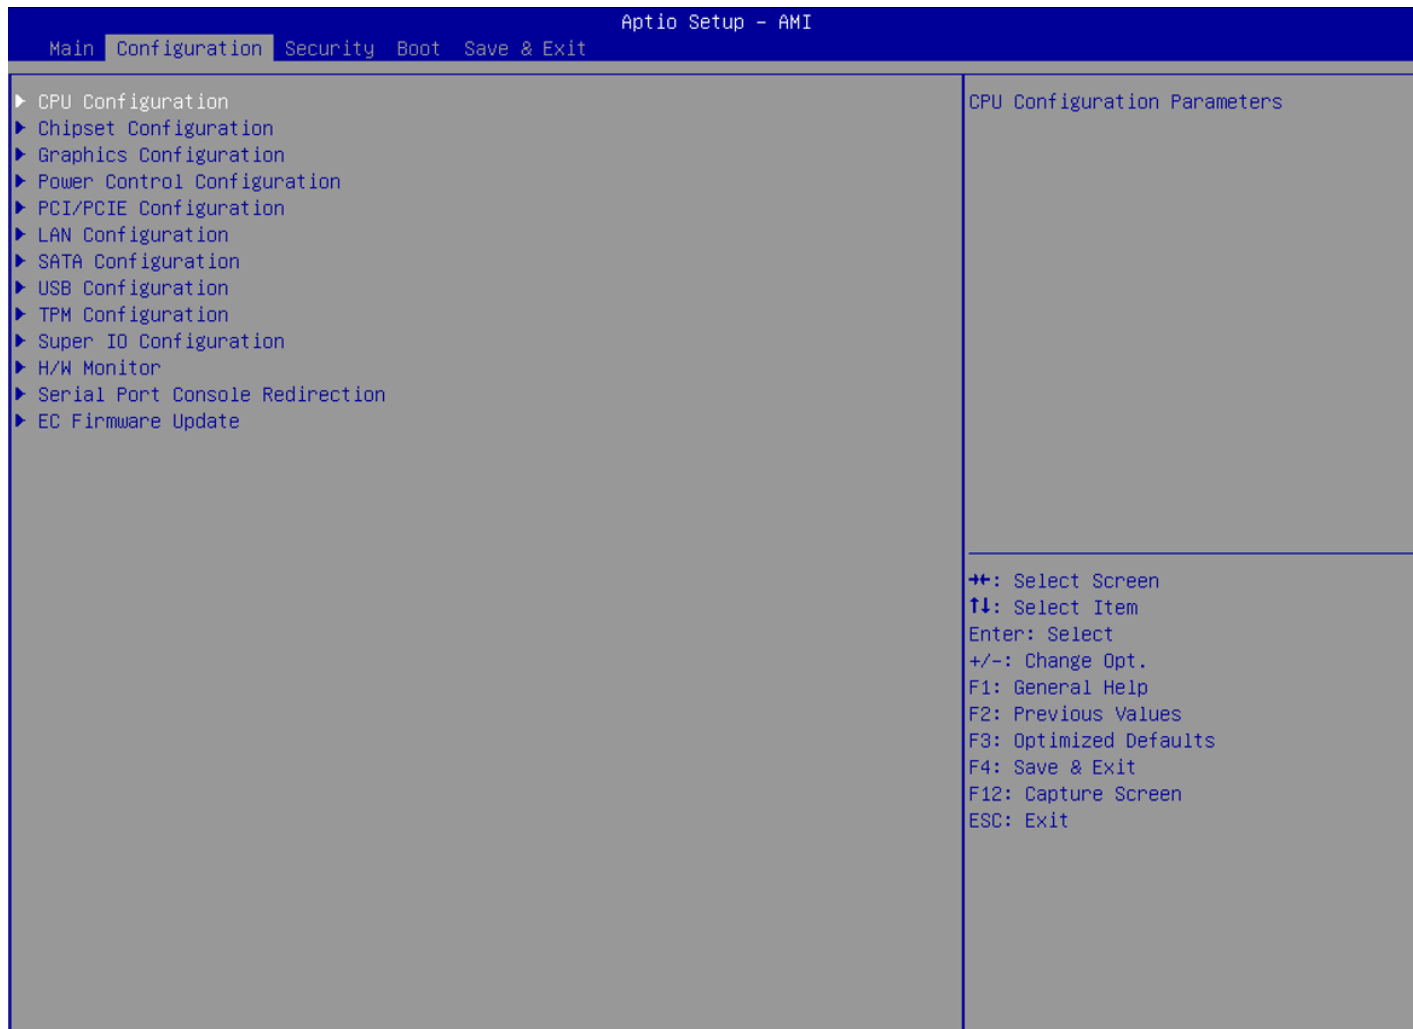 Aptio Setup - AMI
Main Configuration Security Boot Save & Exit
CPU Configuration
Chipset Configuration
Graphics Configuration
Power Control Configuration
PCI/PCIE Configuration
LAN Configuration
SATA Configuration
USB Configuration
TPM Configuration
Super IO Configuration
H/W Monitor
Serial Port Console Redirection
EC Firmware Update
CPU Configuration Parameters
→←: Select Screen
↑↓: Select Item
Enter: Select
+/-: Change Opt.
F1: General Help
F2: Previous Values
F3: Optimized Defaults
F4: Save & Exit
F12: Capture Screen
ESC: Exit